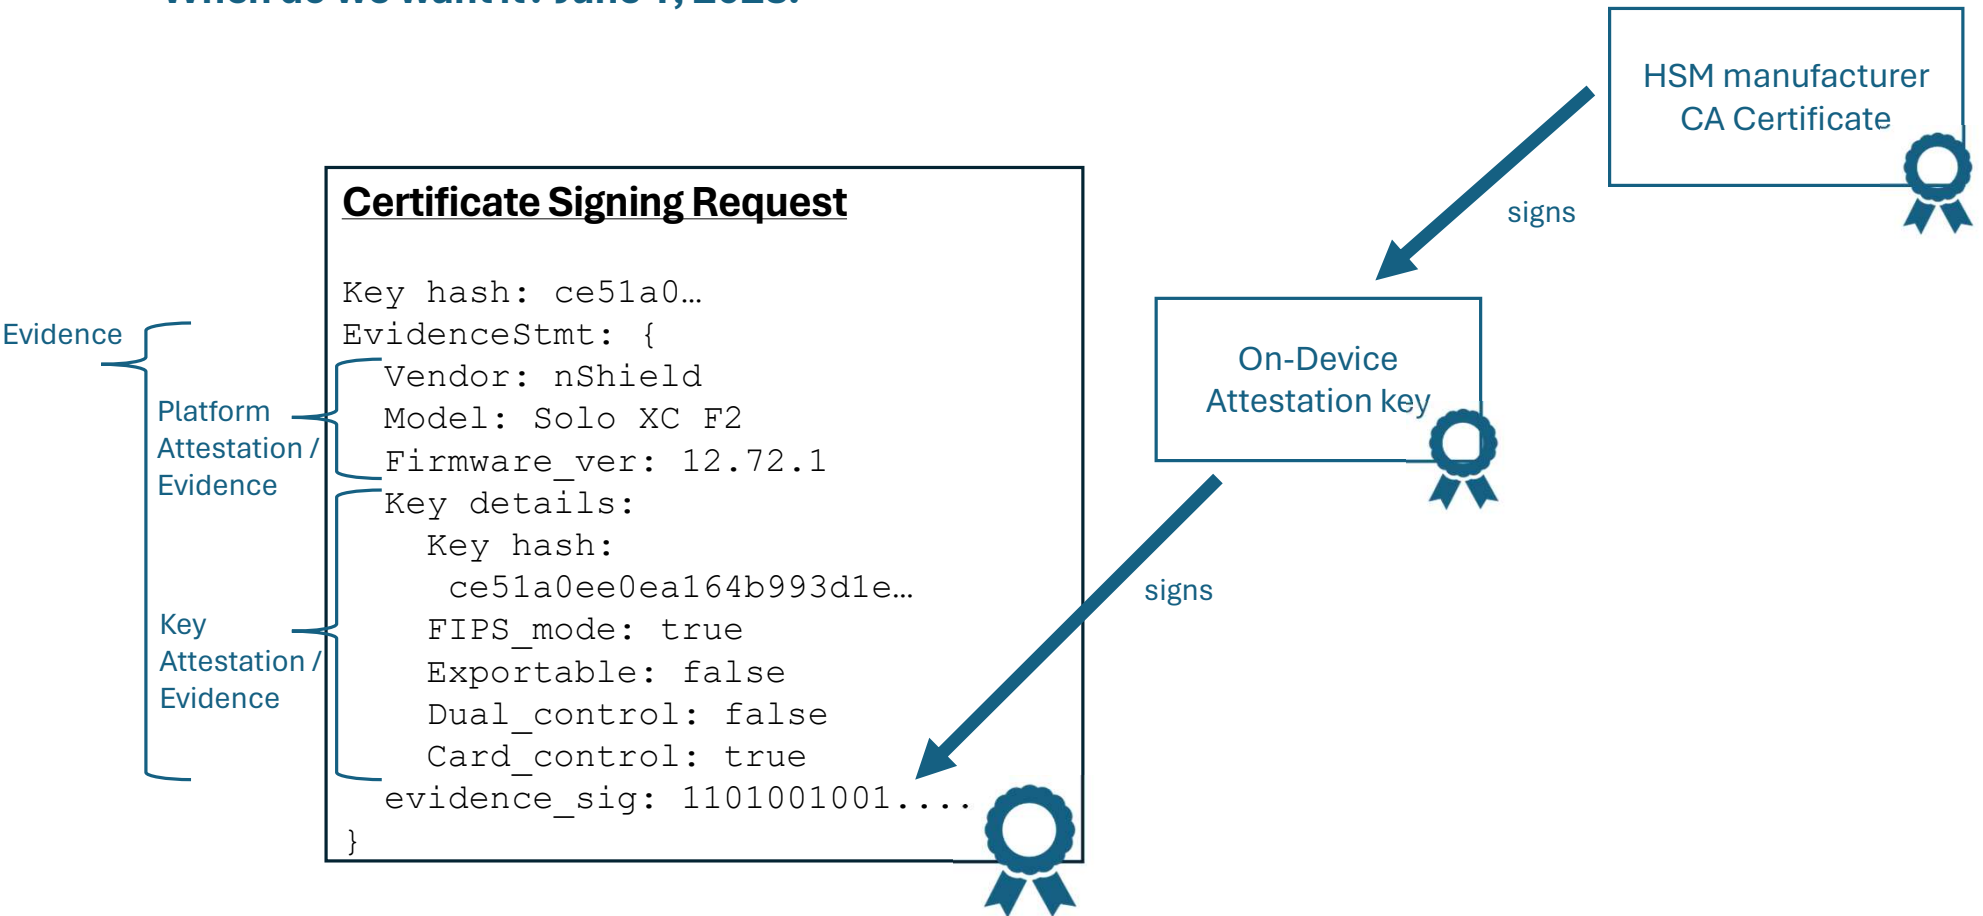 HSM manufacturer
CA Certificate
signs
Certificate Signing Request
Key hash: ce51a0…
EvidenceStmt: {
Vendor: nShield
Model: Solo XC F2
Firmware_ver: 12.72.1
Key details:
Key hash:
ce51a0ee0ea164b993d1e…
FIPS_mode: true
Exportable: false
Dual_control: false
Card_control: true
evidence_sig: 1101001001....
}
Evidence
Platform
Attestation /
Evidence
Key
Attestation /
Evidence
On-Device
Attestation key
signs